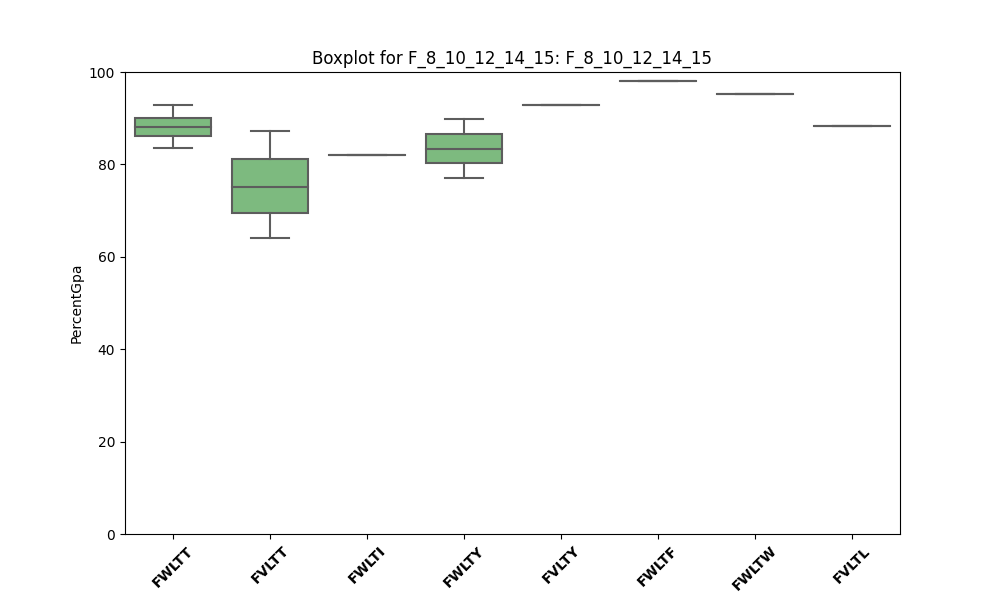 Boxplot for F_8_10_12_14_15: F_8_10_12_14_15
100
80
60
40
20
0
PercentGpa
FWLTT
FVLTT
FWLTI
FWLTY
FVLTY
FWLTF
FWLTW
FVLTL